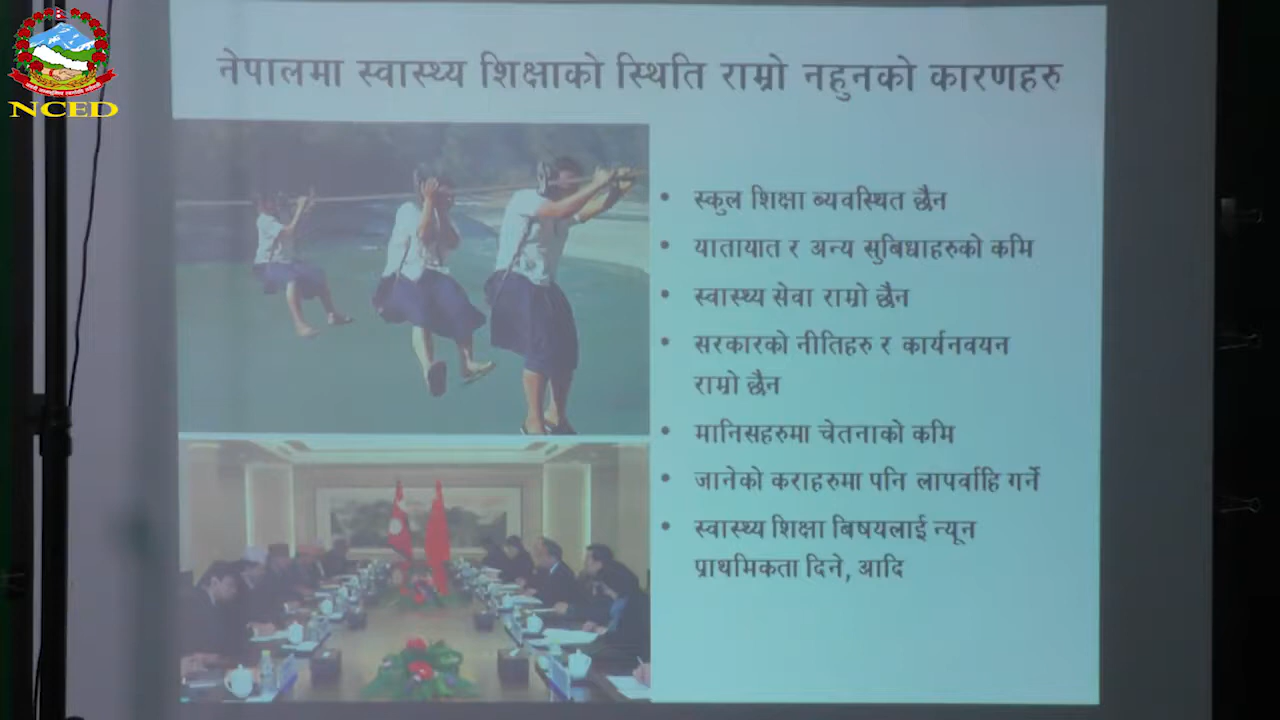 NCED
नेपालमा स्वास्थ्य शिक्षाको स्थिति राम्रो नहुनको कारणहरु
• स्कुल शिक्षा ब्यवस्थित छैन
• यातायात र अन्य सुबिधाहरुको कमि
• स्वास्थ्य सेवा राम्रो छैन
• सरकारको नीतिहरु र कार्यनवयन
राम्रो छैन
• मानिसहरुमा चेतनाको कमि
• जानेको कराहरुमा पनि लापर्वाहि गर्ने
• स्वास्थ्य शिक्षा बिषयलाई न्यून
प्राथमिकता दिने, आदि